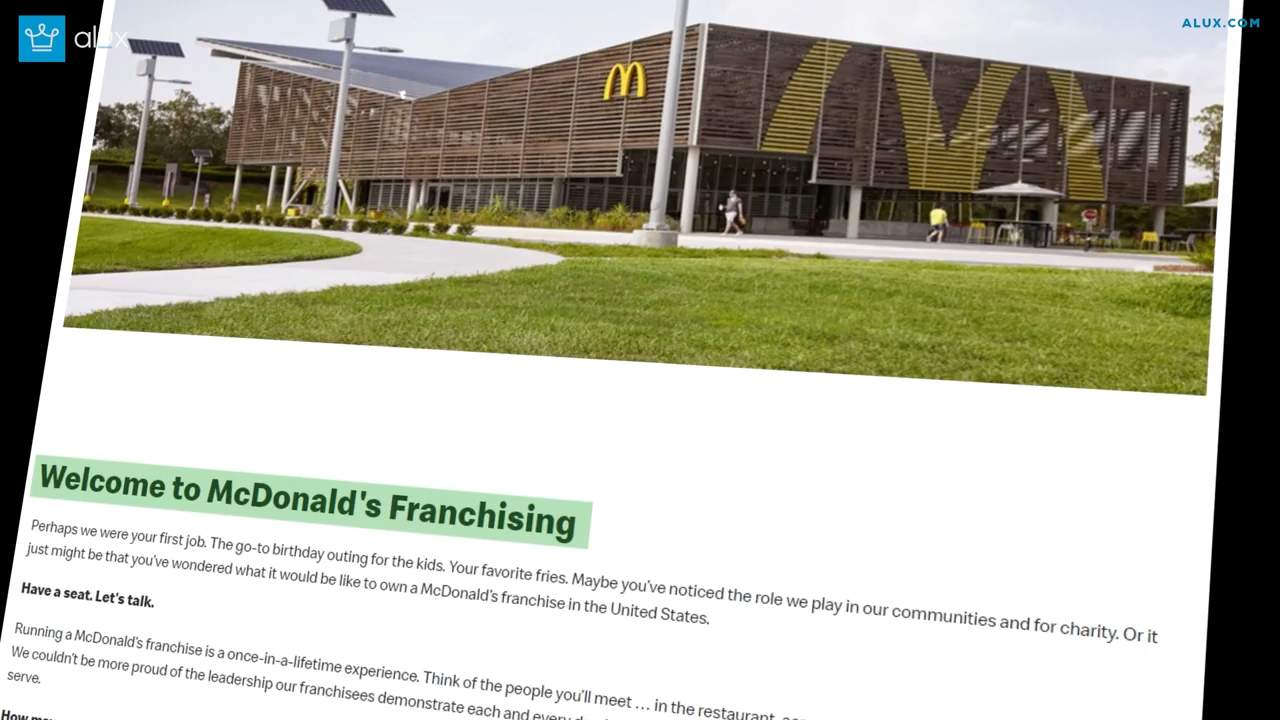 alux
ALUX.COM
Welcome to McDonald's Franchising
Perhaps we were your first job. The go-to birthday outing for the kids. Your favorite fries. Maybe you've noticed the role we play in our communities and for charity. Or it
just might be that you've wondered what it would be like to own a McDonald's franchise in the United States.
Have a seat. Let's talk.
Running a McDonald's franchise is a once-in-a-lifetime experience. Think of the people you'll meet … in the restaurant,
We couldn't be more proud of the leadership our franchisees demonstrate each and every
serve.
How